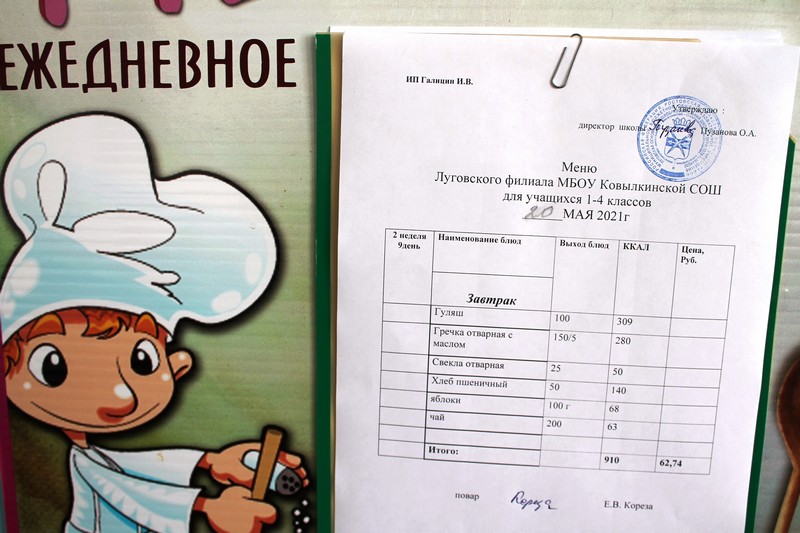 ЕЖЕДНЕВНОЕ
ИП Галицин И.В.
Утверждаю :
директор школы Пузанова О.А.
Меню
Луговского филиала МБОУ Ковылкинской СОШ
для учащихся 1-4 классов
20 МАЯ 2021г
2 неделя 9день Наименование блюд Выход блюд ККАЛ Цена, Руб.
Завтрак
Гуляш 100 309
Гречка отварная с маслом 150/5 280
Свекла отварная 25 50
Хлеб пшеничный 50 140
яблоки 100 г 68
чай 200 63
Итого: 910 62,74
повар Е.В. Кореза